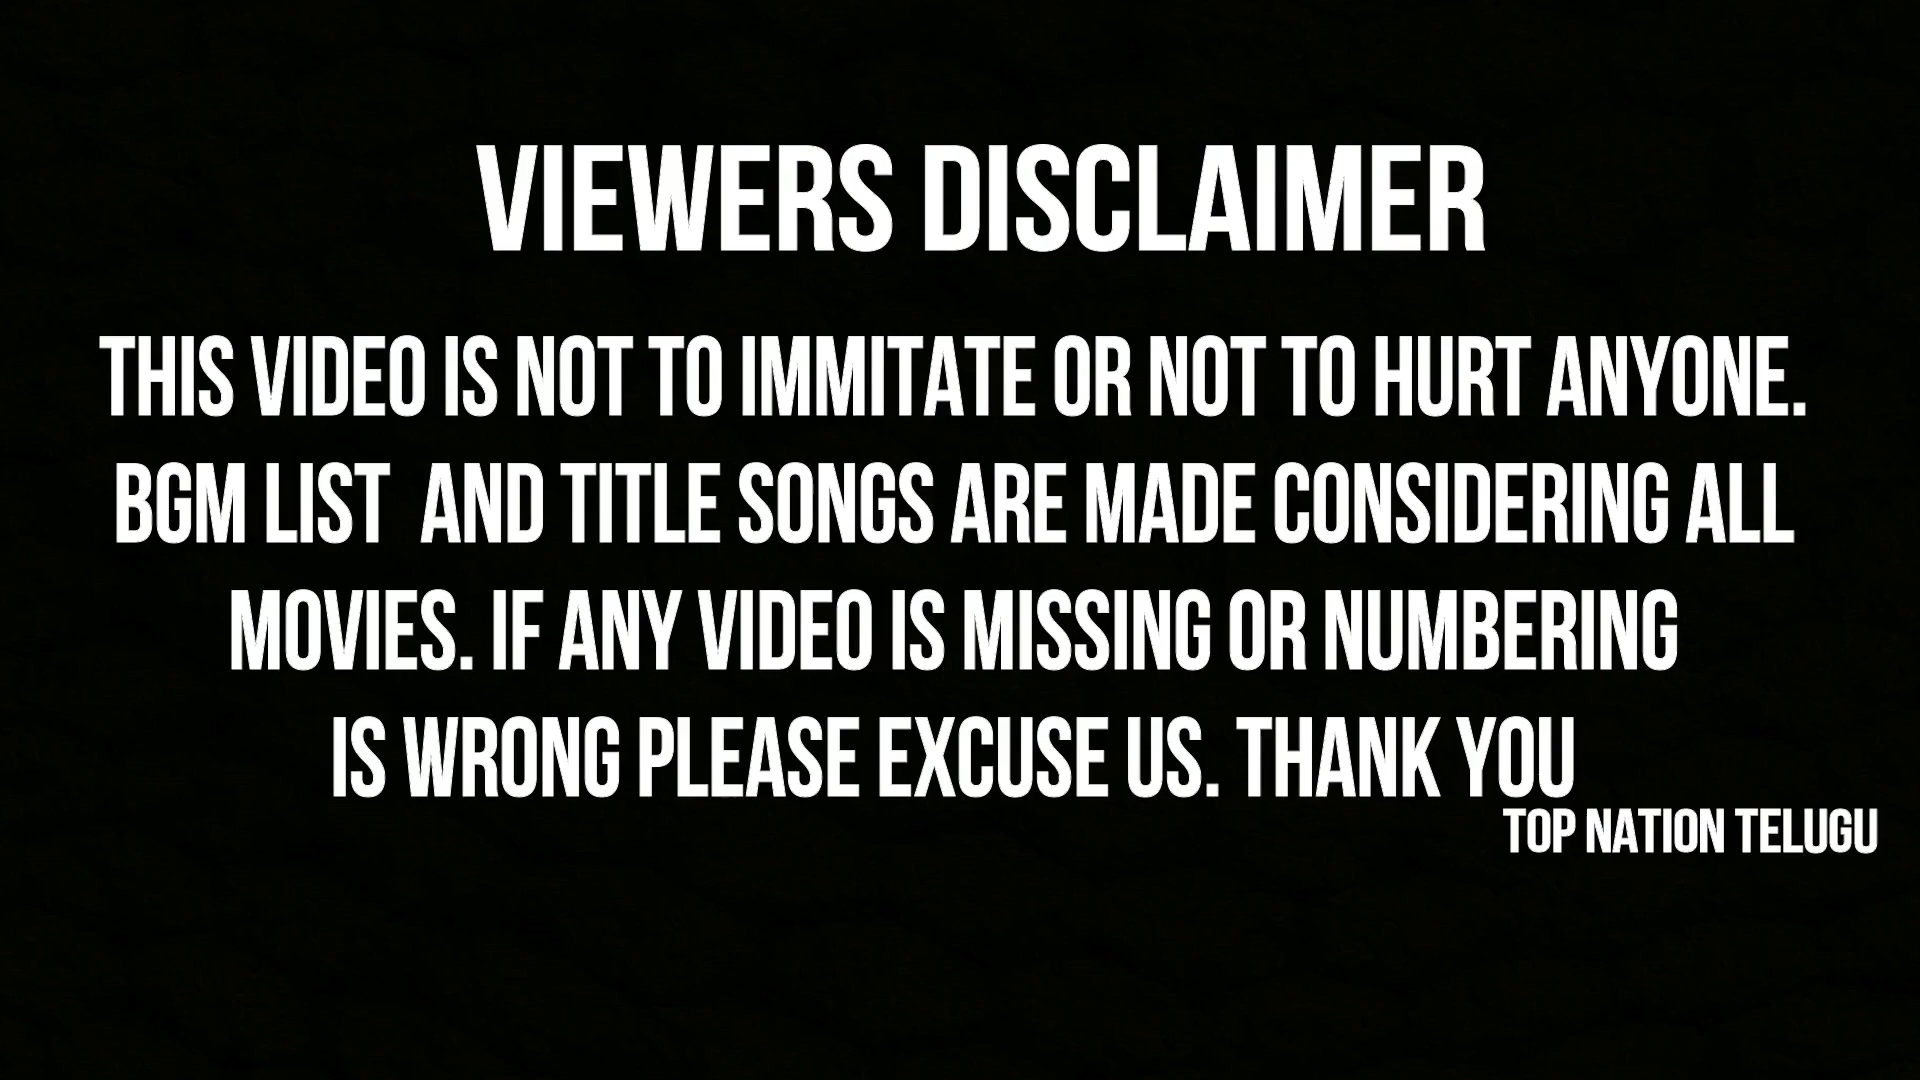 VIEWERS DISCLAIMER
THIS VIDEO IS NOT TO IMMITATE OR NOT TO HURT ANYONE.
BGM LIST  AND TITLE SONGS ARE MADE CONSIDERING ALL
MOVIES. IF ANY VIDEO IS MISSING OR NUMBERING
IS WRONG PLEASE EXCUSE US. THANK YOU
TOP NATION TELUGU